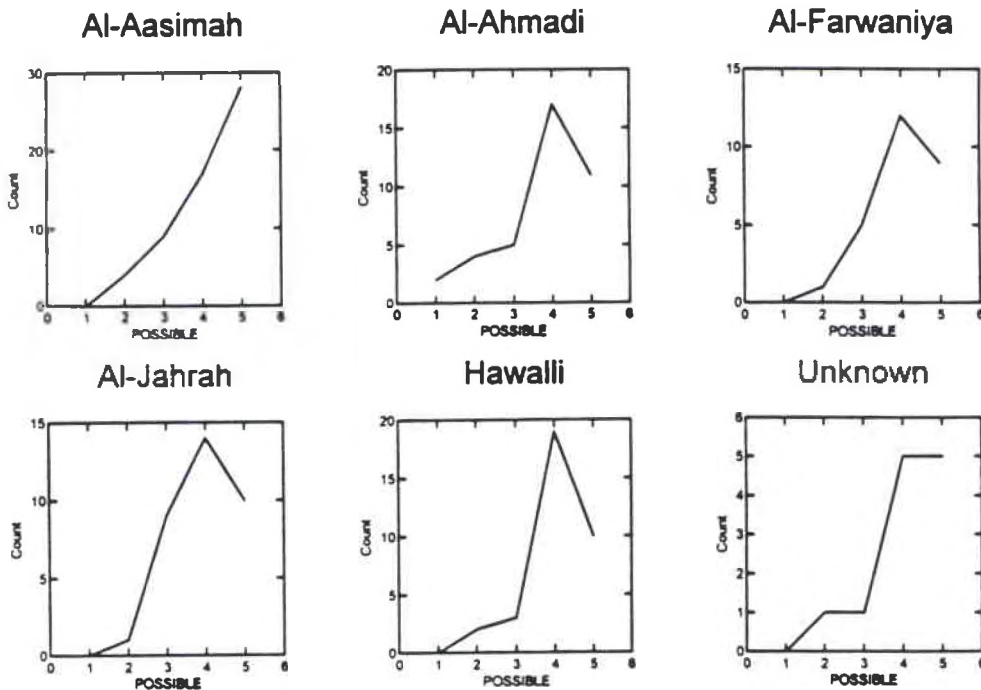 Al-Aasimah
30
20
10
0
Count
0 1 2 3 4 5 6
POSSIBLE
Al-Ahmadi
20
15
10
5
0
Count
0 1 2 3 4 5 6
POSSIBLE
Al-Farwaniya
15
10
5
0
Count
0 1 2 3 4 5 6
POSSIBLE
Al-Jahrah
15
10
5
0
Count
0 1 2 3 4 5 6
POSSIBLE
Hawalli
20
15
10
5
0
Count
0 1 2 3 4 5 6
POSSIBLE
Unknown
6
5
4
3
2
1
0
Count
0 1 2 3 4 5 6
POSSIBLE